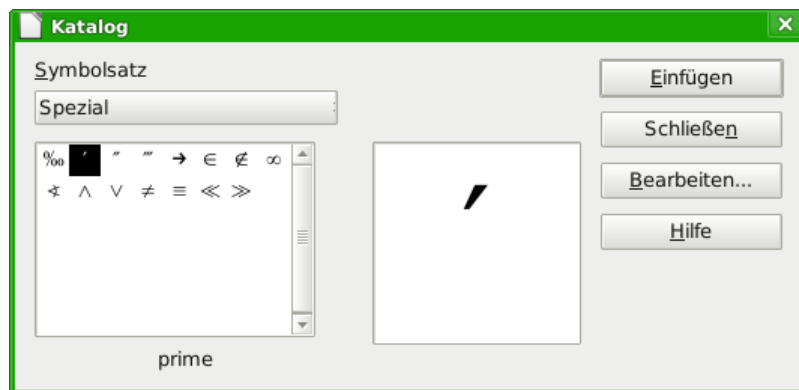 Katalog
Symbolsatz
Spezial
‰ ′ ″ ‴ → ∈ ∉ ∞
∢ ∧ ∨ ≠ ≡ ≪ ≫
prime
′
Einfügen
Schließen
Bearbeiten...
Hilfe